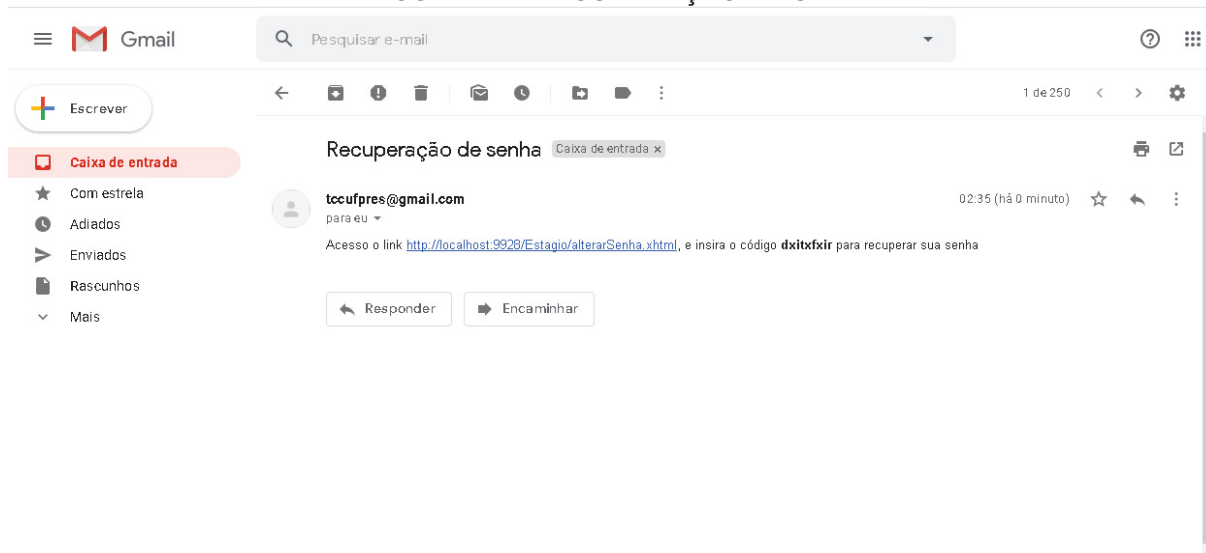 Gmail
Pesquisar e-mail
Escrever
1 de 250
Caixa de entrada
Com estrela
Adiados
Enviados
Rascunhos
Mais
Recuperação de senha Caixa de entrada x
tccufpres@gmail.com
02:35 (há 0 minuto)
para eu
Acesso o link http://localhost:9928/Estagio/alterarSenha.xhtml, e insira o código dxitxfxir para recuperar sua senha
Responder
Encaminhar